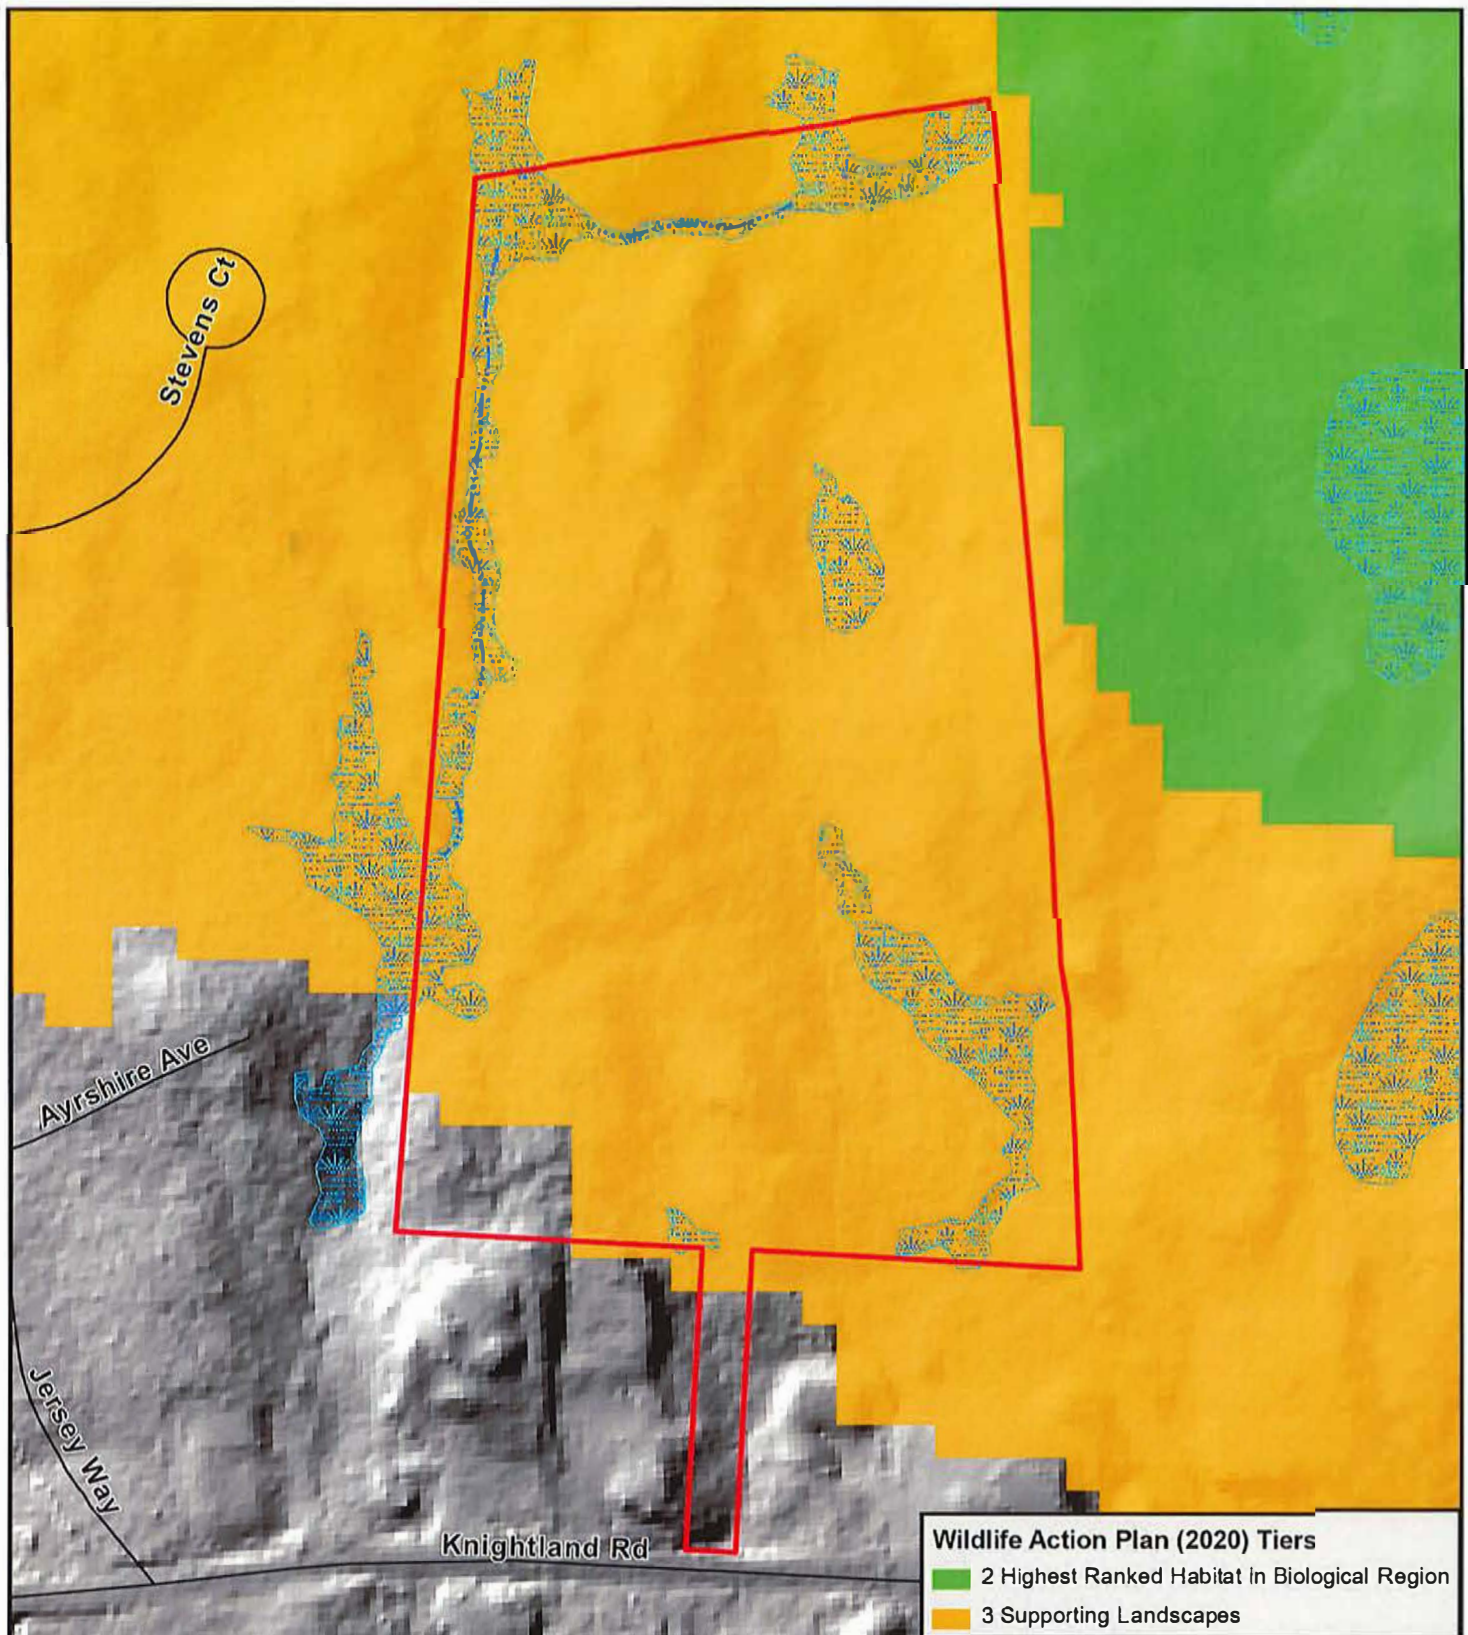 Stevens Ct
Ayrshire Ave
Jersey Way
Knightland Rd
Wildlife Action Plan (2020) Tiers
2 Highest Ranked Habitat in Biological Region
3 Supporting Landscapes